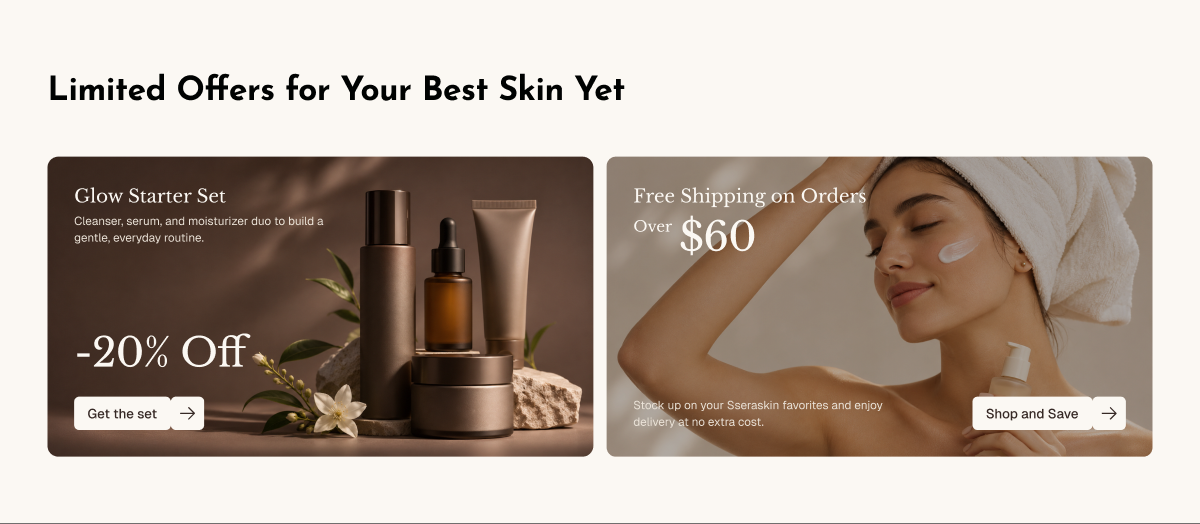 Limited Offers for Your Best Skin Yet
Glow Starter Set
Cleanser, serum, and moisturizer duo to build a
gentle, everyday routine.
-20% Off
Get the set
Free Shipping on Orders
Over $60
Stock up on your Sseraskin favorites and enjoy
delivery at no extra cost.
Shop and Save